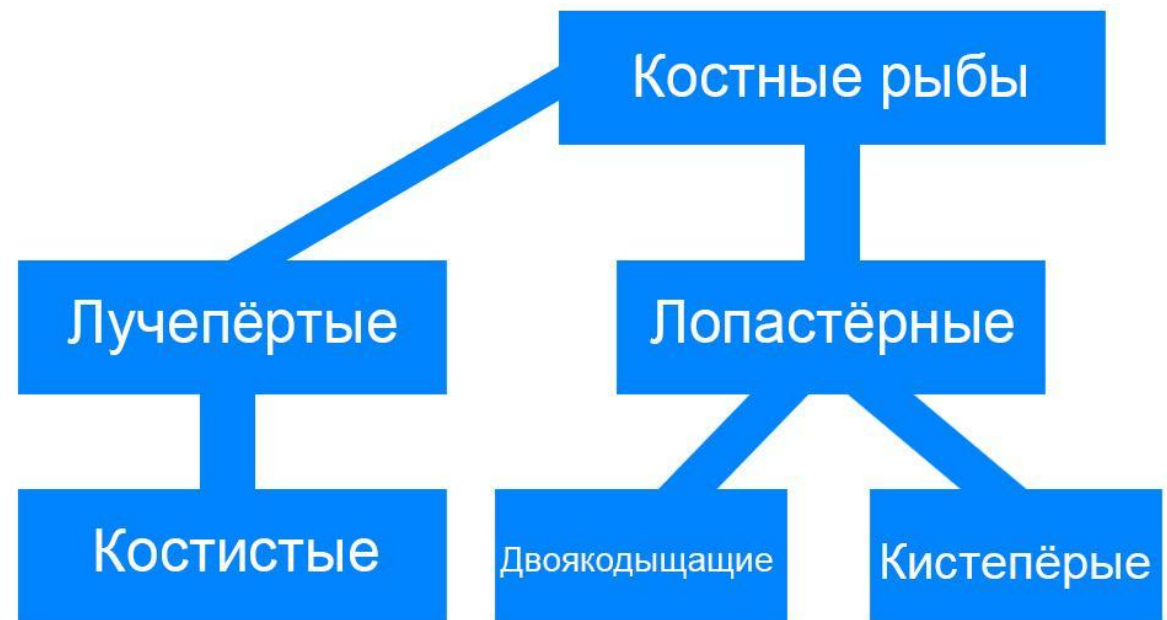 Костные рыбы
Лучепёртые
Лопастёрные
Костистые
Двоякодыщащие
Кистепёрые